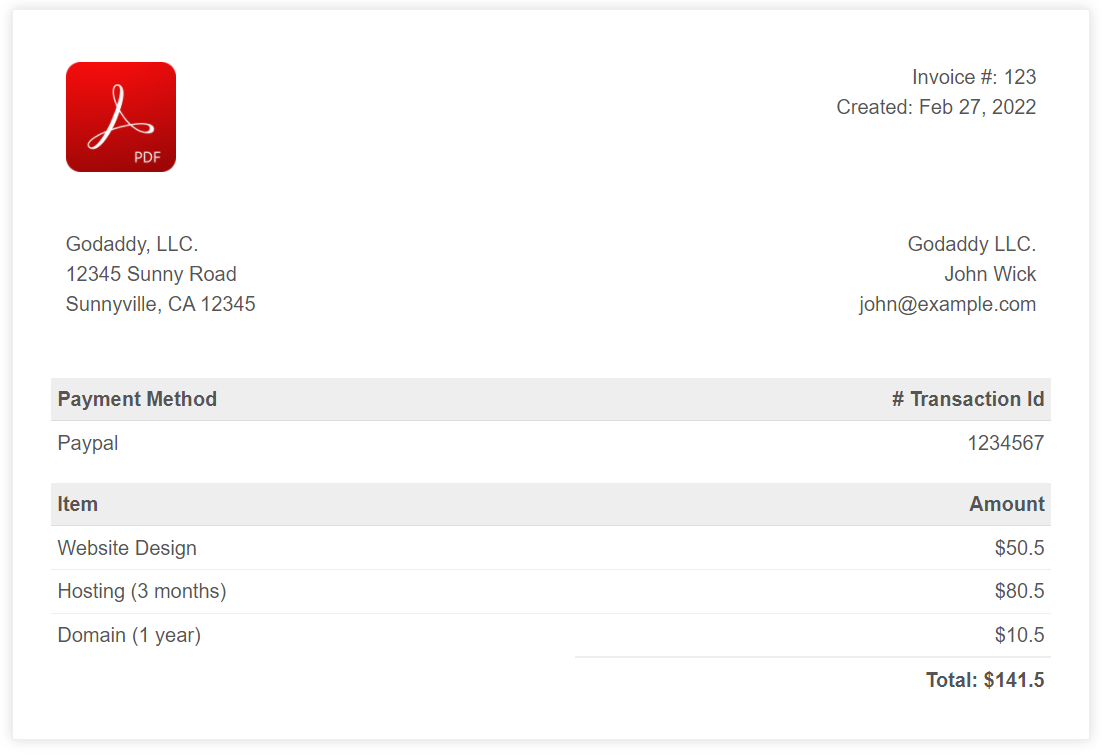 PDF
Invoice #: 123
Created: Feb 27, 2022
Godaddy, LLC.
12345 Sunny Road
Sunnyville, CA 12345
Godaddy LLC.
John Wick
john@example.com
Payment Method # Transaction Id
Paypal 1234567
Item Amount
Website Design $50.5
Hosting (3 months) $80.5
Domain (1 year) $10.5
Total: $141.5